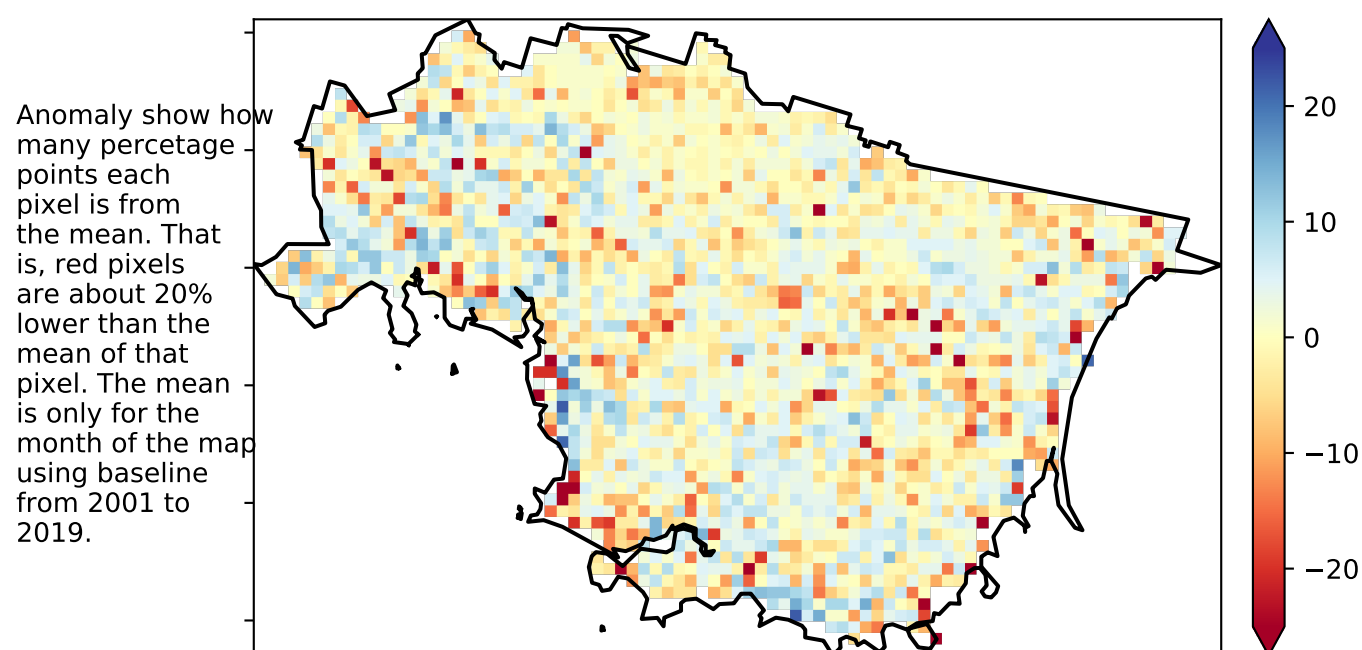 Anomaly show how
many percetage
points each
pixel is from
the mean. That
is, red pixels
are about 20%
lower than the
mean of that
pixel. The mean
is only for the
month of the map
using baseline
from 2001 to
2019.
20
10
0
−10
−20